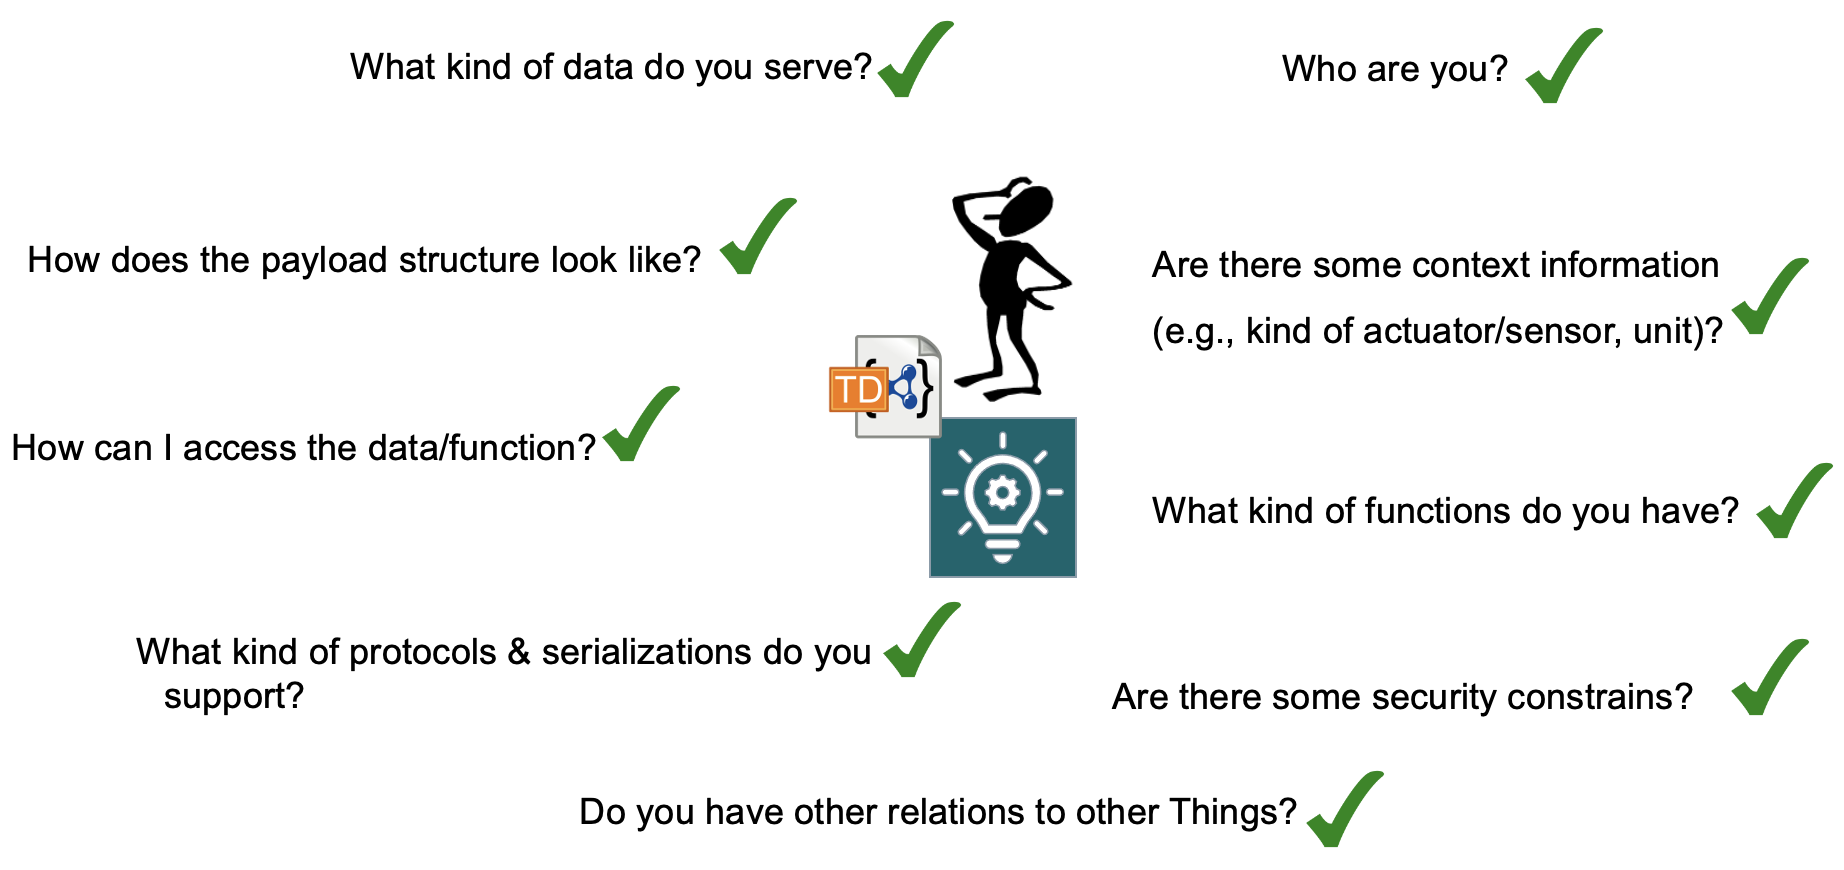 What kind of data do you serve?
Who are you?
How does the payload structure look like?
Are there some context information
(e.g., kind of actuator/sensor, unit)?
TD
How can I access the data/function?
What kind of functions do you have?
What kind of protocols & serializations do you
support?
Are there some security constrains?
Do you have other relations to other Things?